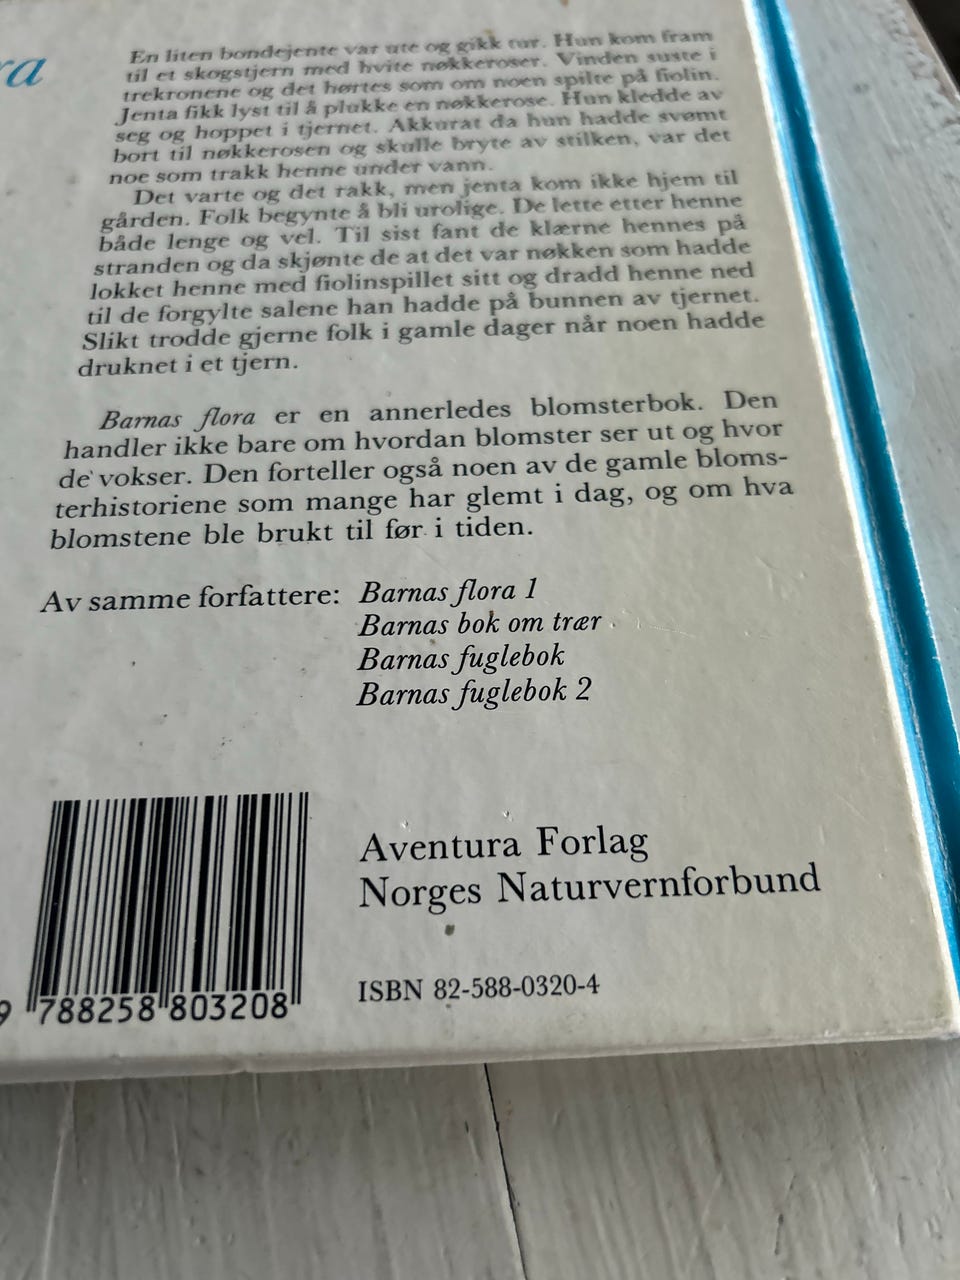 ra
En liten bondejente var ute og gikk tur. Hun kom fram
til et skogstjern med hvite nøkkeroser. Vinden suste i
trekronene og det hørtes som om noen spilte på fiolin.
Jenta fikk lyst til å plukke en nøkkerose. Hun kledde av
seg og hoppet i tjernet. Akkurat da hun hadde svømt
bort til nøkkerosen og skulle bryte av stilken, var det
noe som trakk henne under vann.
Det varte og det rakk, men jenta kom ikke hjem til
gården. Folk begynte å bli urolige. De lette etter henne
både lenge og vel. Til sist fant de klærne hennes på
stranden og da skjønte de at det var nøkken som hadde
lokket henne med fiolinspillet sitt og dradd henne ned
til de forgylte salene han hadde på bunnen av tjernet.
Slikt trodde gjerne folk i gamle dager når noen hadde
druknet i et tjern.
Barnas flora er en annerledes blomsterbok. Den
handler ikke bare om hvordan blomster ser ut og hvor
de vokser. Den forteller også noen av de gamle bloms-
terhistoriene som mange har glemt i dag, og om hva
blomstene ble brukt til før i tiden.
Av samme forfattere: Barnas flora 1
Barnas bok om trær
Barnas fuglebok
Barnas fuglebok 2
Aventura Forlag
Norges Naturvernforbund
ISBN 82-588-0320-4
9 788258 803208